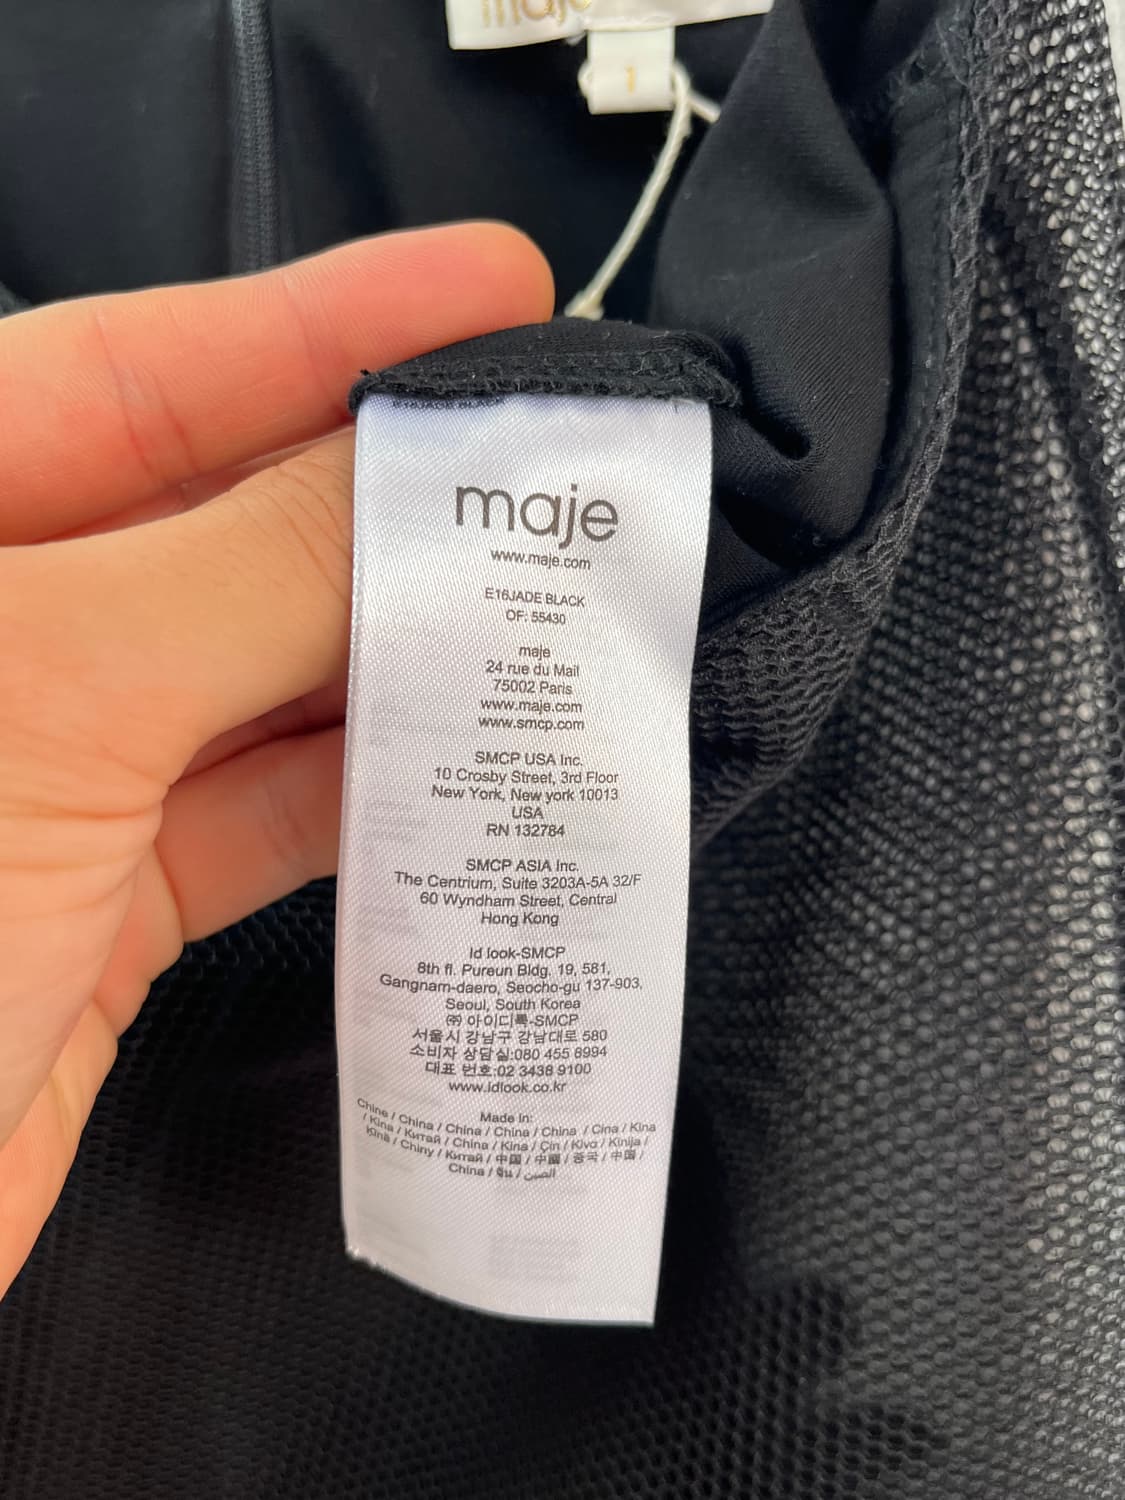 maje
1
E16JADE BLACK
maje
www.maje.com
E16JADE BLACK
OF: 55430
maje
24 rue du Mail
75002 Paris
www.maje.com
www.smcp.com
SMCP USA Inc.
10 Crosby Street, 3rd Floor
New York, New york 10013
USA
RN 132784
SMCP ASIA Inc.
The Centrium, Suite 3203A-5A 32/F
60 Wyndham Street, Central
Hong Kong
Id look-SMCP
8th fl. Pureun Bldg. 19, 581,
Gangnam-daero, Seocho-gu 137-903,
Seoul, South Korea
㈜ 아이디룩-SMCP
서울시 강남구 강남대로 580
소비자 상담실:080 455 8994
대표 번호:02 3438 9100
www.idlook.co.kr
Made in:
Chine / China / China / China / China / Cina / Kina
/ Kina / Китай / China / Kina / Çin / Κίνα / Kinija /
Kína / Chiny / Китай / 中国 / 中國 / 중국 / 中国 /
China / จีน / الصين